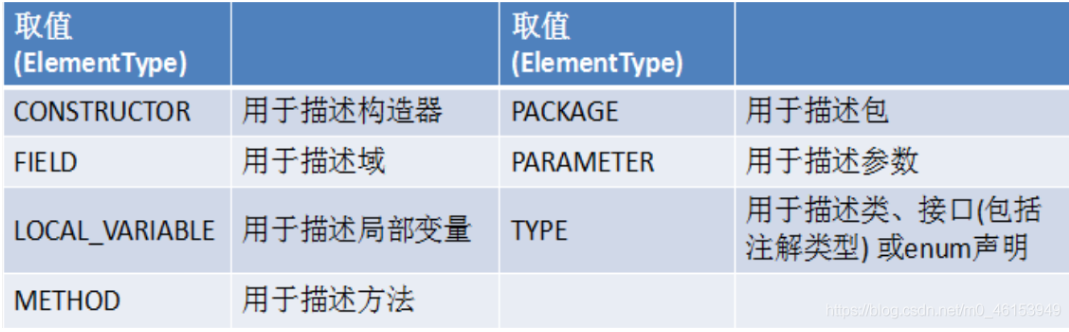 取值
(ElementType)
取值
(ElementType)
CONSTRUCTOR 用于描述构造器 PACKAGE 用于描述包
FIELD 用于描述域 PARAMETER 用于描述参数
LOCAL_VARIABLE 用于描述局部变量 TYPE 用于描述类、接口(包括
注解类型) 或enum声明
METHOD 用于描述方法
https://blog.csdn.net/m0_46153949